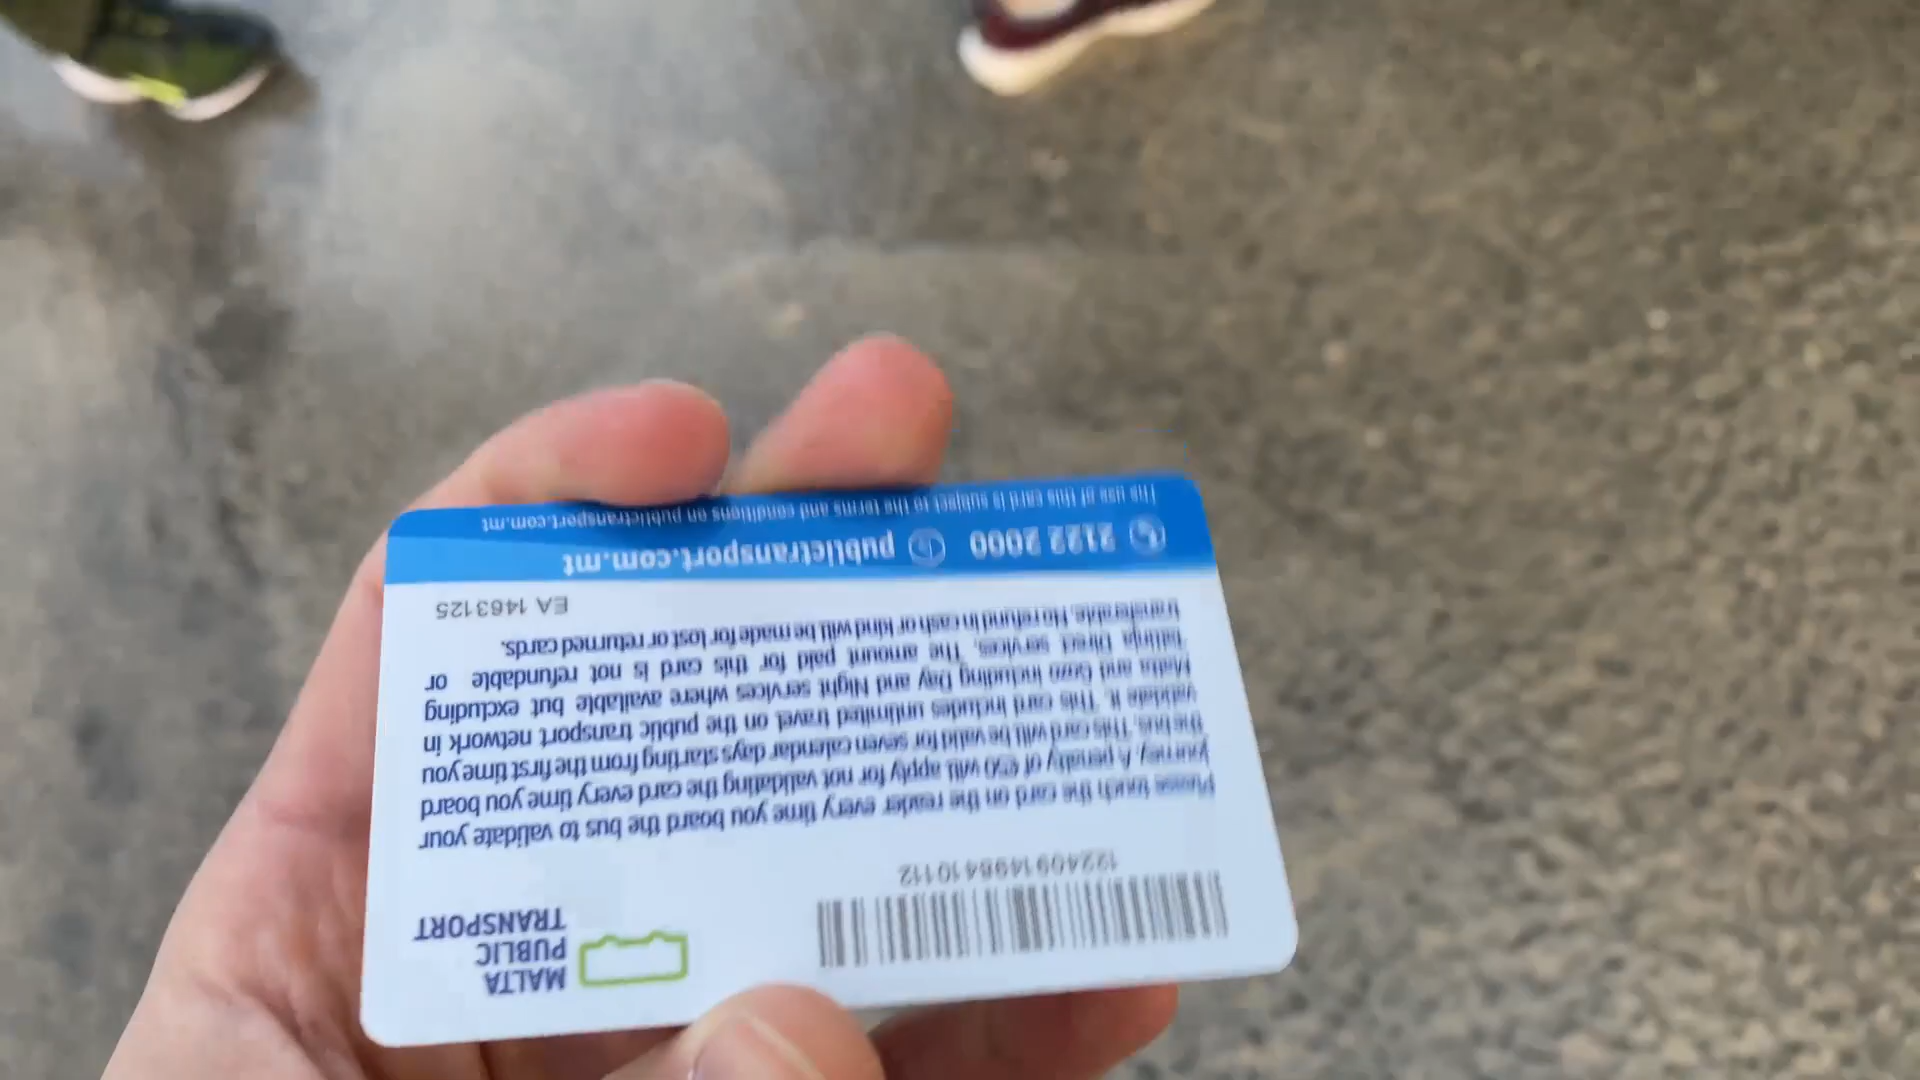 MALTA
PUBLIC
TRANSPORT
1224091498410112
Please touch the card on the reader every time you board the bus to validate your
journey. A penalty of €50 will apply for not validating the card every time you board
the bus. This card will be valid for seven calendar days starting from the first time you
validate it. This card includes unlimited travel on the public transport network in
Malta and Gozo including Day and Night services where available but excluding
Tallinja Direct services. The amount paid for this card is not refundable or
transferable. No refund in cash or kind will be made for lost or returned cards.
EA 1463125
2122 2000 publictransport.com.mt
The use of this card is subject to the terms and conditions on publictransport.com.mt